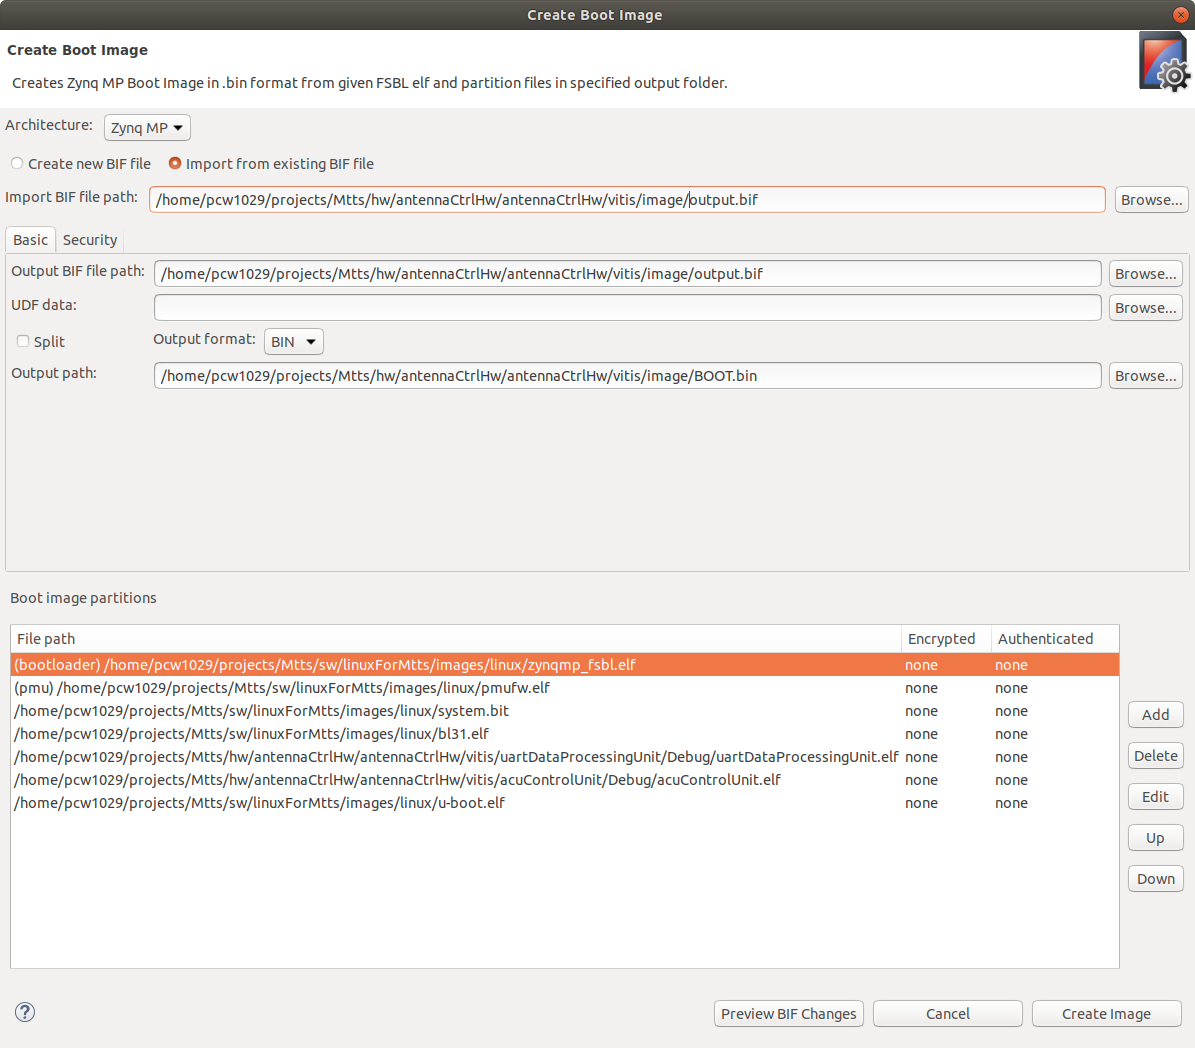 Create Boot Image
Create Boot Image
Creates Zynq MP Boot Image in .bin format from given FSBL elf and partition files in specified output folder.
Architecture: Zynq MP
Create new BIF file Import from existing BIF file
Import BIF file path: /home/pcw1029/projects/Mtts/hw/antennaCtrlHw/antennaCtrlHw/vitis/image/output.bif Browse...
Basic Security
Output BIF file path: /home/pcw1029/projects/Mtts/hw/antennaCtrlHw/antennaCtrlHw/vitis/image/output.bif Browse...
UDF data: Browse...
Split Output format: BIN
Output path: /home/pcw1029/projects/Mtts/hw/antennaCtrlHw/antennaCtrlHw/vitis/image/BOOT.bin Browse...
Boot image partitions
File path Encrypted Authenticated
(bootloader) /home/pcw1029/projects/Mtts/sw/linuxForMtts/images/linux/zynqmp_fsbl.elf none none
(pmu) /home/pcw1029/projects/Mtts/sw/linuxForMtts/images/linux/pmufw.elf none none
/home/pcw1029/projects/Mtts/sw/linuxForMtts/images/linux/system.bit none none
/home/pcw1029/projects/Mtts/sw/linuxForMtts/images/linux/bl31.elf none none
/home/pcw1029/projects/Mtts/hw/antennaCtrlHw/antennaCtrlHw/vitis/uartDataProcessingUnit/Debug/uartDataProcessingUnit.elf none none
/home/pcw1029/projects/Mtts/hw/antennaCtrlHw/antennaCtrlHw/vitis/acuControlUnit/Debug/acuControlUnit.elf none none
/home/pcw1029/projects/Mtts/sw/linuxForMtts/images/linux/u-boot.elf none none
Add
Delete
Edit
Up
Down
? Preview BIF Changes Cancel Create Image